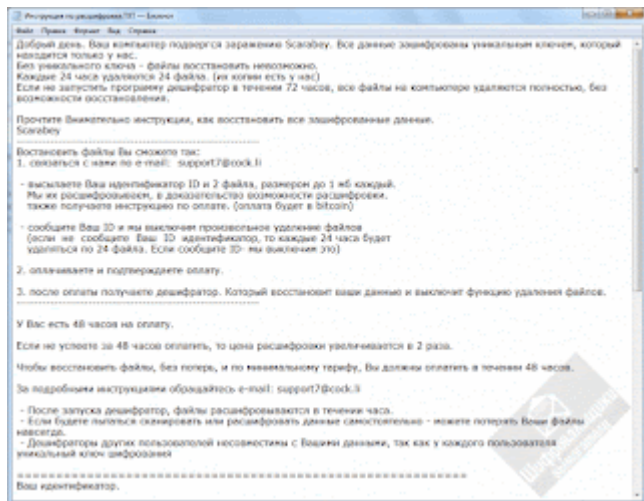 Инструкция по расшифровке.TXT — Блокнот
Файл Правка Формат Вид Справка
Добрый день. Ваш компьютер подвергся заражению Scarabey. Все данные зашифрованы уникальным ключем, который
находится только у нас.
Без уникального ключа - файлы восстановить невозможно.
Каждые 24 часа удаляются 24 файла. (их копии есть у нас)
Если не запустить программу дешифратор в течении 72 часов, все файлы на компьютере удаляются полностью, без
возможности восстановления.
Прочтите Внимательно инструкции, как восстановить все зашифрованные данные.
Scarabey
------------------------------------------------
Востановить файлы Вы сможете так:
1. связаться с нами по e-mail: support7@cock.li
- высылаете Ваш идентификатор ID и 2 файла, размером до 1 мб каждый.
Мы их расшифровываем, в доказательство возможности расшифровки.
также получаете инструкцию по оплате. (оплата будет в bitcoin)
- сообщите Ваш ID и мы выключим произвольное удаление файлов
(если не сообщите Ваш ID идентификатор, то каждые 24 часа будет
удаляться по 24 файла. Если сообщите ID- мы выключим это)
2. оплачиваете и подтверждаете оплату.
3. после оплаты получаете дешифратор. Который восстановит ваши данные и выключит функцию удаления файлов.
------------------------------------------------
У Вас есть 48 часов на оплату.
Если не успеете за 48 часов оплатить, то цена расшифровки увеличивается в 2 раза.
Чтобы восстановить файлы, без потерь, и по минимальному тарифу, Вы должны оплатить в течении 48 часов.
За подробными инструкциями обращайтесь e-mail: support7@cock.li
- После запуска дешифратор, файлы расшифровываются в течении часа.
- Если будете пытаться сканировать или расшифровать данные самостоятельно - можете потерять Ваши файлы
навсегда.
- Дешифраторы других пользователей несовместимы с Вашими данными, так как у каждого пользователя
уникальный ключ шифрования
====================================================
Ваш идентификатор.